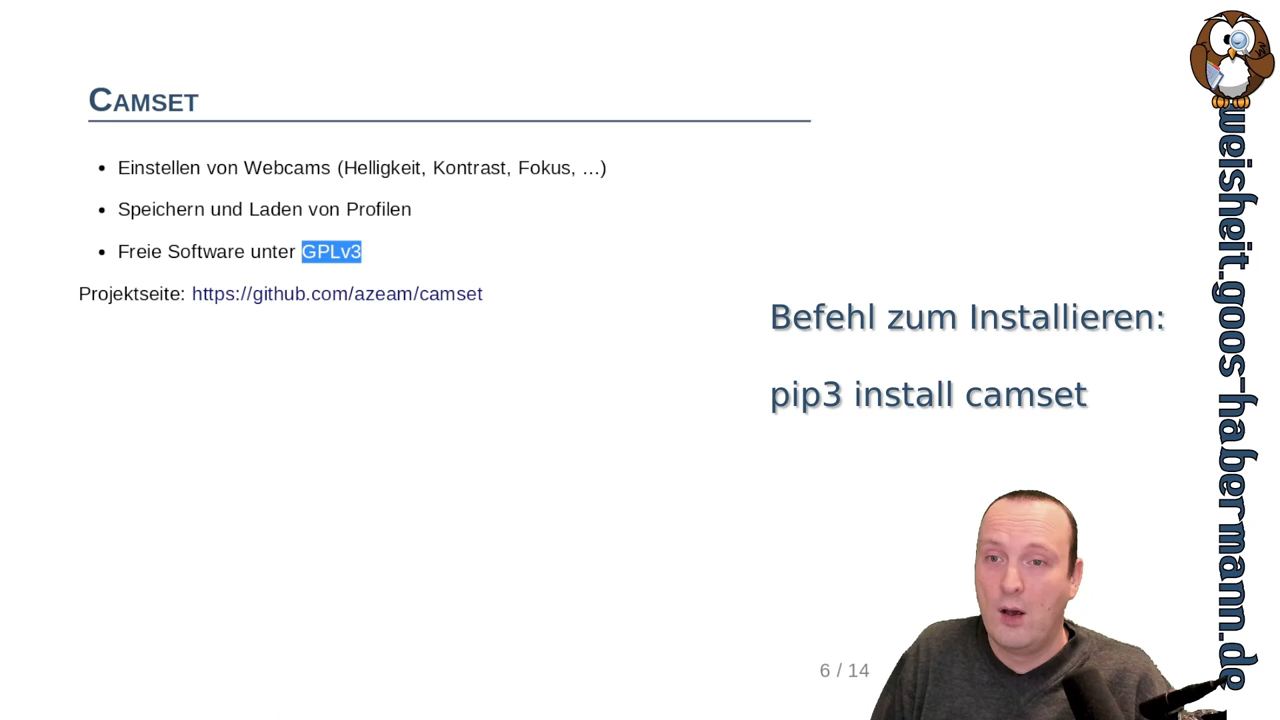 Camset
• Einstellen von Webcams (Helligkeit, Kontrast, Fokus, …)
• Speichern und Laden von Profilen
• Freie Software unter GPLv3
Projektseite: https://github.com/azeam/camset
Befehl zum Installieren:
pip3 install camset
6 / 14
weisheit.goos-habermann.de